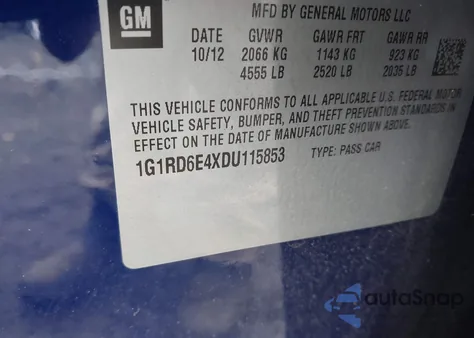 GM
MFD BY GENERAL MOTORS LLC
DATE GVWR GAWR FRT GAWR RR
10/12 2066 KG 1143 KG 923 KG
4555 LB 2520 LB 2035 LB
THIS VEHICLE CONFORMS TO ALL APPLICABLE U.S. FEDERAL MOTOR
VEHICLE SAFETY, BUMPER, AND THEFT PREVENTION STANDARDS IN
EFFECT ON THE DATE OF MANUFACTURE SHOWN ABOVE.
1G1RD6E4XDU115853 TYPE: PASS CAR
autoSnap